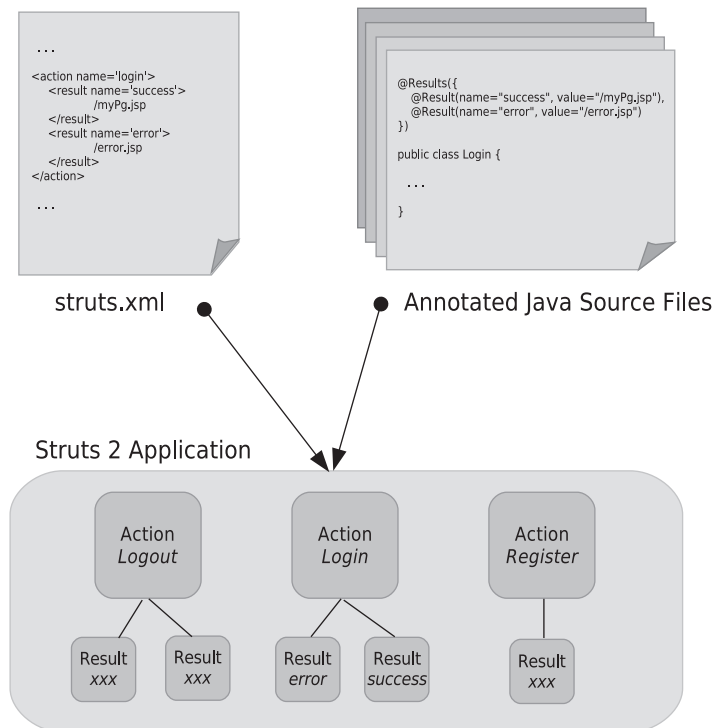 ...
<action name='login'>
<result name='success'>
/myPg.jsp
</result>
<result name='error'>
/error.jsp
</result>
</action>
...
@Results({
@Result(name="success", value="/myPg.jsp"),
@Result(name="error", value="/error.jsp")
})
public class Login {
...
}
struts.xml
Annotated Java Source Files
Struts 2 Application
Action
Logout
Action
Login
Action
Register
Result
xxx
Result
xxx
Result
error
Result
success
Result
xxx